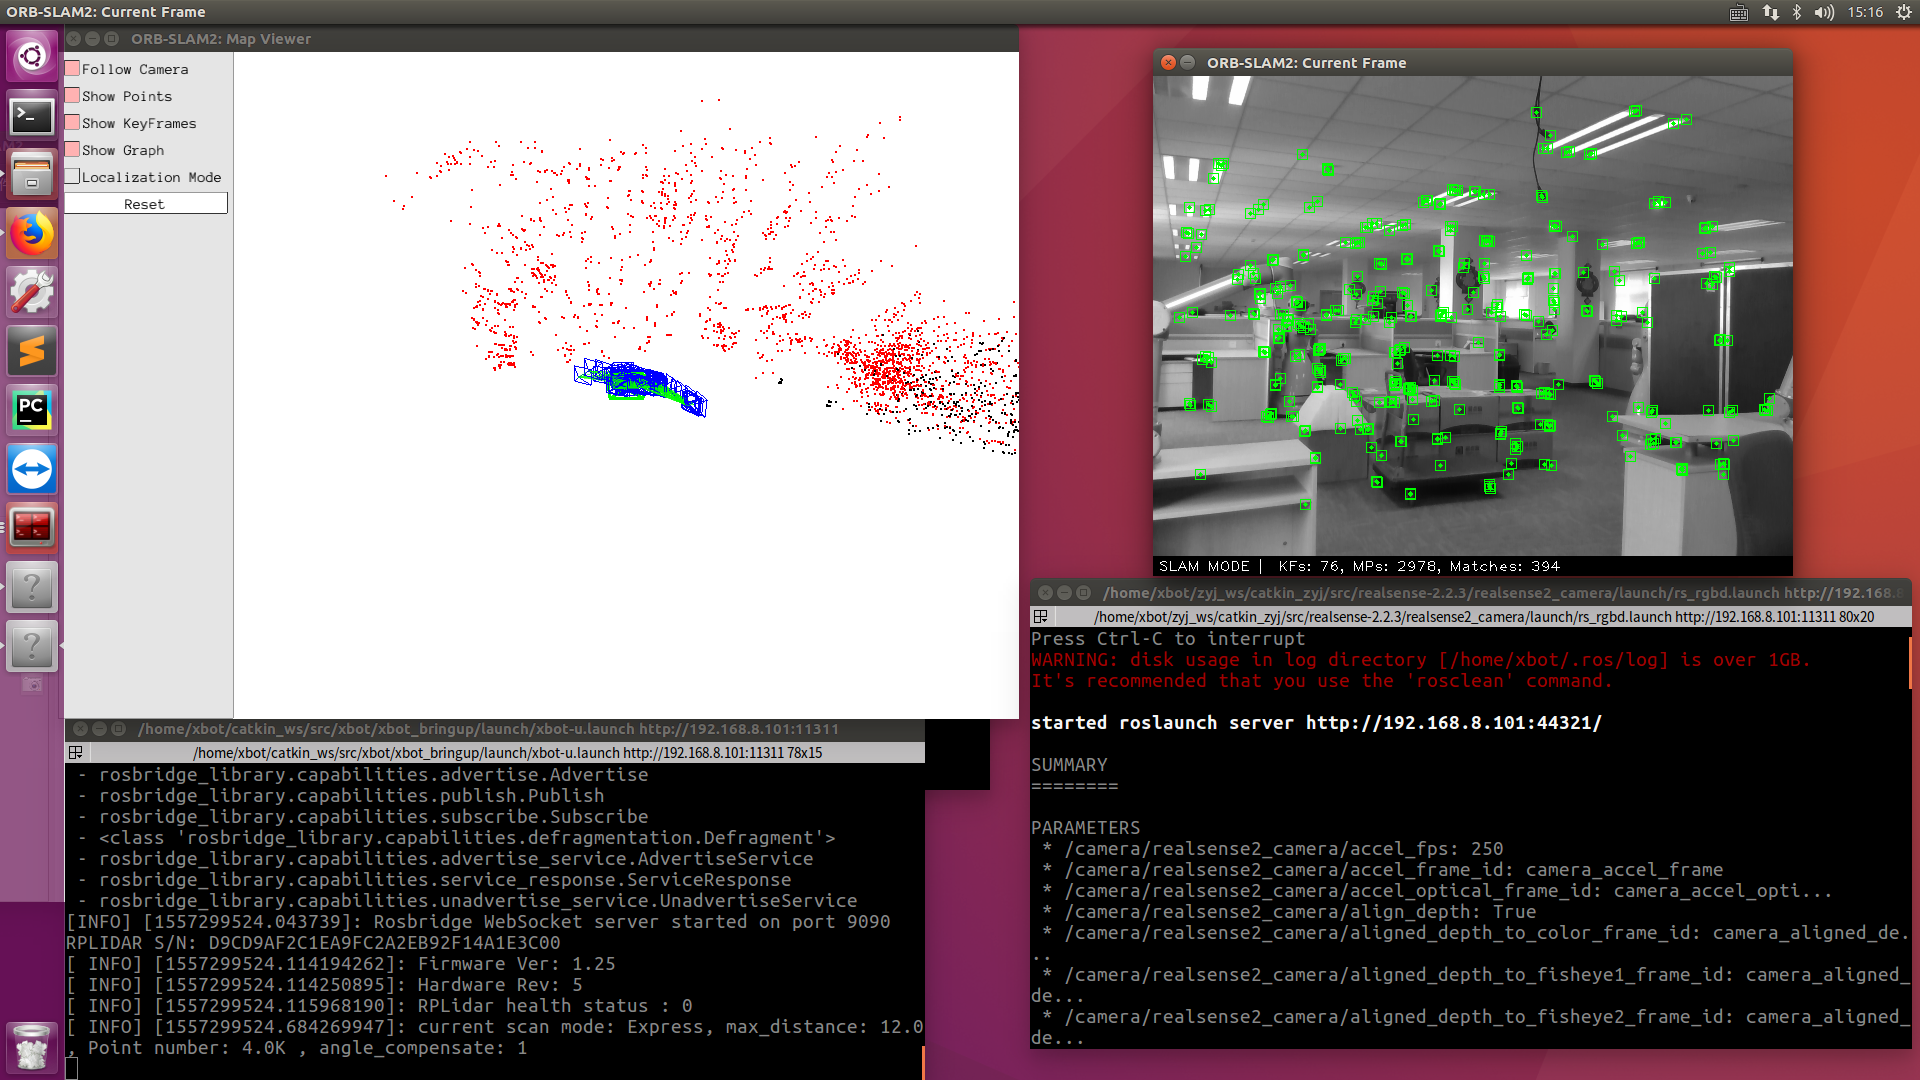 ORB-SLAM2: Current Frame
15:16
ORB-SLAM2: Map Viewer
Follow Camera
Show Points
Show KeyFrames
Show Graph
Localization Mode
Reset
ORB-SLAM2: Current Frame
SLAM MODE |  KFs: 76, MPs: 2978, Matches: 394
PC
/home/xbot/zyj_ws/catkin_zyj/src/realsense-2.2.3/realsense2_camera/launch/rs_rgbd.launch http://192.168.8
/home/xbot/zyj_ws/catkin_zyj/src/realsense-2.2.3/realsense2_camera/launch/rs_rgbd.launch http://192.168.8.101:11311 80x20
Press Ctrl-C to interrupt
WARNING: disk usage in log directory [/home/xbot/.ros/log] is over 1GB.
It's recommended that you use the 'rosclean' command.
started roslaunch server http://192.168.8.101:44321/
SUMMARY
========
PARAMETERS
* /camera/realsense2_camera/accel_fps: 250
* /camera/realsense2_camera/accel_frame_id: camera_accel_frame
* /camera/realsense2_camera/accel_optical_frame_id: camera_accel_opti...
* /camera/realsense2_camera/align_depth: True
* /camera/realsense2_camera/aligned_depth_to_color_frame_id: camera_aligned_de.
..
* /camera/realsense2_camera/aligned_depth_to_fisheye1_frame_id: camera_aligned_
de...
* /camera/realsense2_camera/aligned_depth_to_fisheye2_frame_id: camera_aligned_
de...
/home/xbot/catkin_ws/src/xbot/xbot_bringup/launch/xbot-u.launch http://192.168.8.101:11311
/home/xbot/catkin_ws/src/xbot/xbot_bringup/launch/xbot-u.launch http://192.168.8.101:11311 78x15
- rosbridge_library.capabilities.advertise.Advertise
- rosbridge_library.capabilities.publish.Publish
- rosbridge_library.capabilities.subscribe.Subscribe
- <class 'rosbridge_library.capabilities.defragmentation.Defragment'>
- rosbridge_library.capabilities.advertise_service.AdvertiseService
- rosbridge_library.capabilities.service_response.ServiceResponse
- rosbridge_library.capabilities.unadvertise_service.UnadvertiseService
[INFO] [1557299524.043739]: Rosbridge WebSocket server started on port 9090
RPLIDAR S/N: D9CD9AF2C1EA9FC2A2EB92F14A1E3C00
[ INFO] [1557299524.114194262]: Firmware Ver: 1.25
[ INFO] [1557299524.114250895]: Hardware Rev: 5
[ INFO] [1557299524.115968190]: RPLidar health status : 0
[ INFO] [1557299524.684269947]: current scan mode: Express, max_distance: 12.0
, Point number: 4.0K , angle_compensate: 1